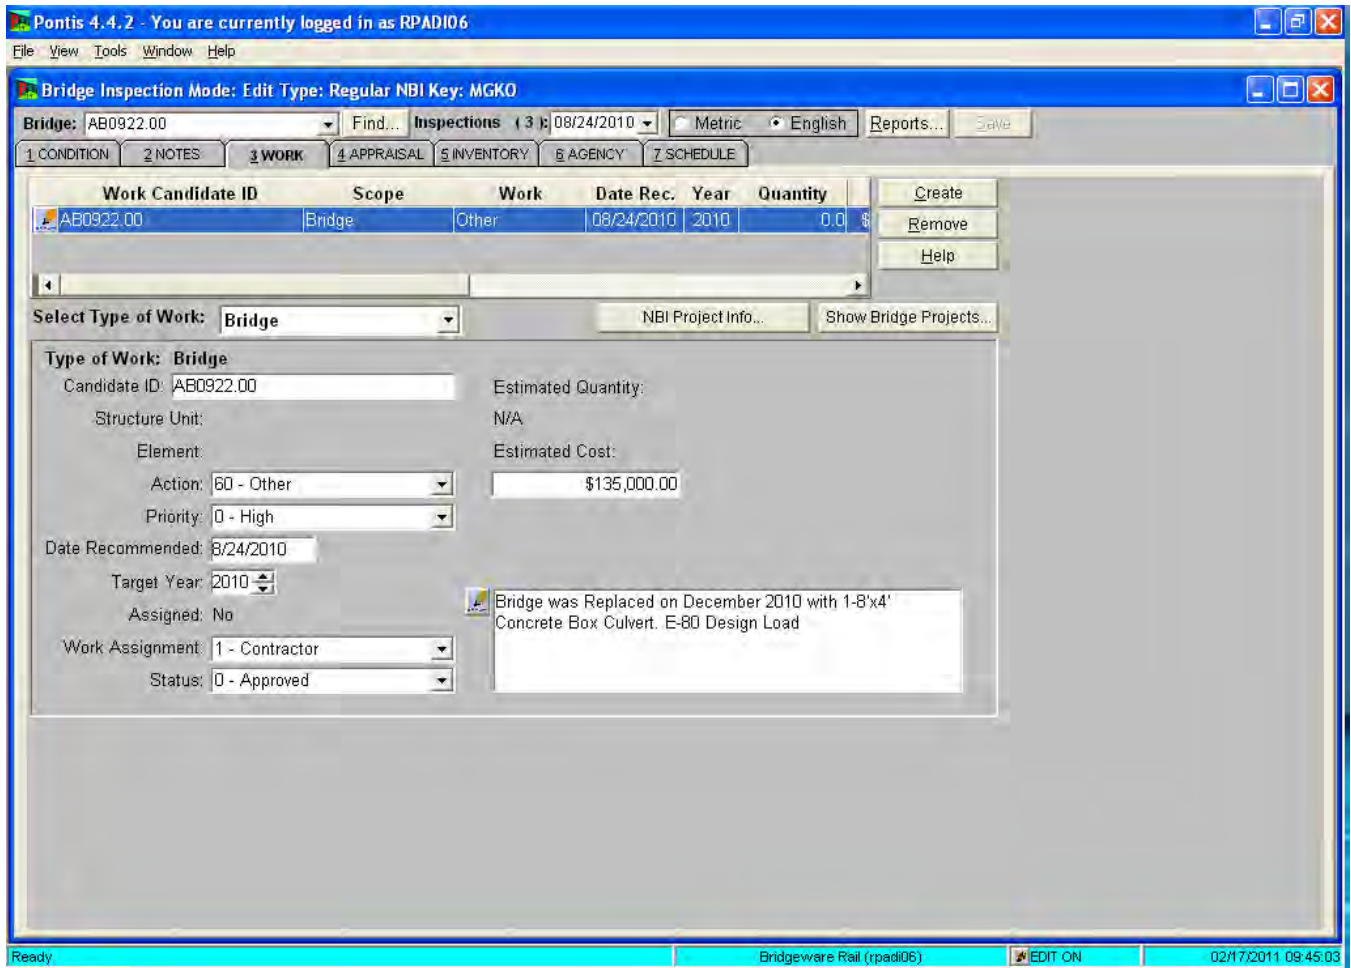 Pontis 4.4.2 - You are currently logged in as RPADI06
File View Tools Window Help
Bridge Inspection Mode: Edit Type: Regular NBI Key: MGKO
Bridge: AB0922.00 Find... Inspections ( 3 ): 08/24/2010 Metric English Reports... Save
1 CONDITION 2 NOTES 3 WORK 4 APPRAISAL 5 INVENTORY 6 AGENCY 7 SCHEDULE
Work Candidate ID Scope Work Date Rec. Year Quantity Create
AB0922.00 Bridge Other 08/24/2010 2010 0.0 $ Remove
Help
Select Type of Work: Bridge NBI Project Info... Show Bridge Projects...
Type of Work: Bridge
Candidate ID: AB0922.00 Estimated Quantity:
Structure Unit: N/A
Element: Estimated Cost:
Action: 60 - Other $135,000.00
Priority: 0 - High
Date Recommended: 8/24/2010
Target Year: 2010
Assigned: No
Bridge was Replaced on December 2010 with 1-8'x4'
Concrete Box Culvert. E-80 Design Load
Work Assignment: 1 - Contractor
Status: 0 - Approved
Ready Bridgeware Rail (rpadi06) EDIT ON 02/17/2011 09:45:03